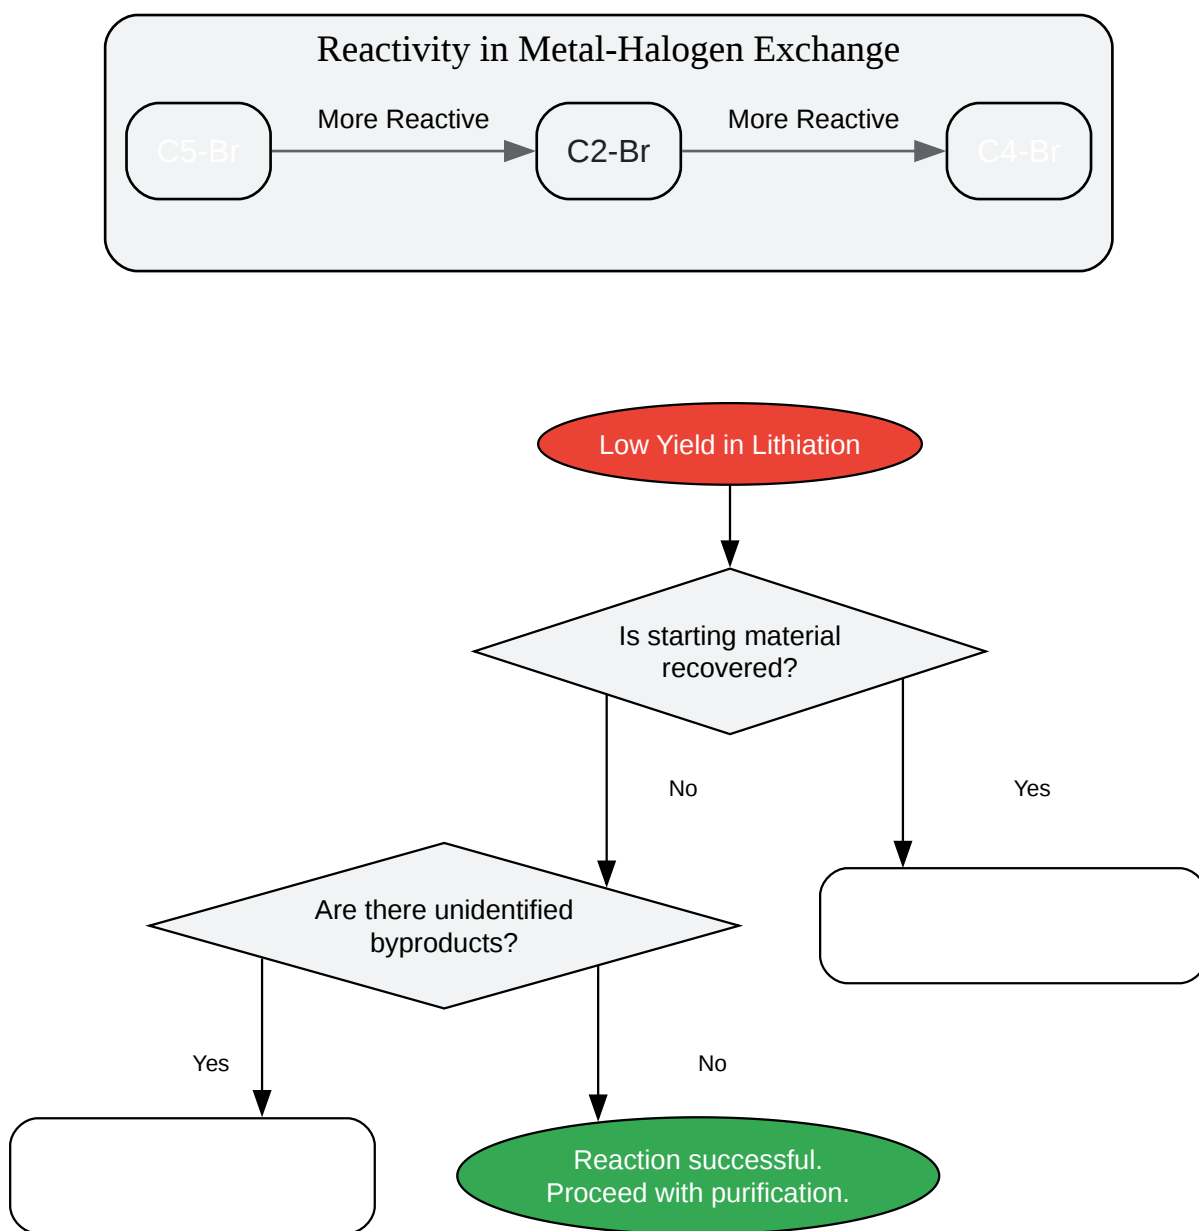 Reactivity in Metal-Halogen Exchange
C5-Br
More Reactive
C2-Br
More Reactive
C4-Br
Low Yield in Lithiation
Is starting material
recovered?
No
Yes
Are there unidentified
byproducts?
Yes
No
Reaction successful.
Proceed with purification.